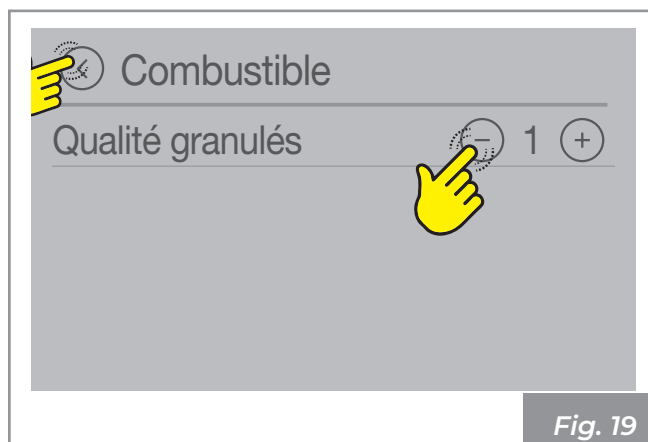 Combustible
Qualité granulés - 1 +
Fig. 19